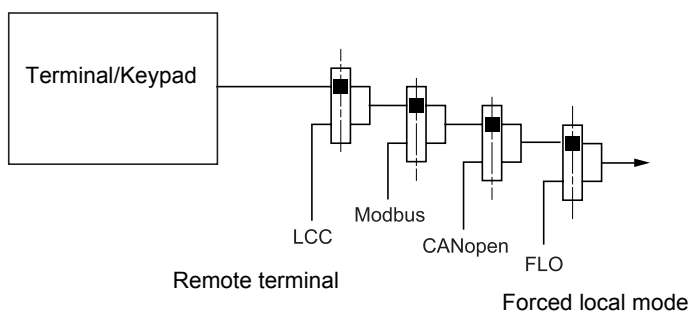 Terminal/Keypad
LCC
Modbus
CANopen
FLO
Remote terminal
Forced local mode